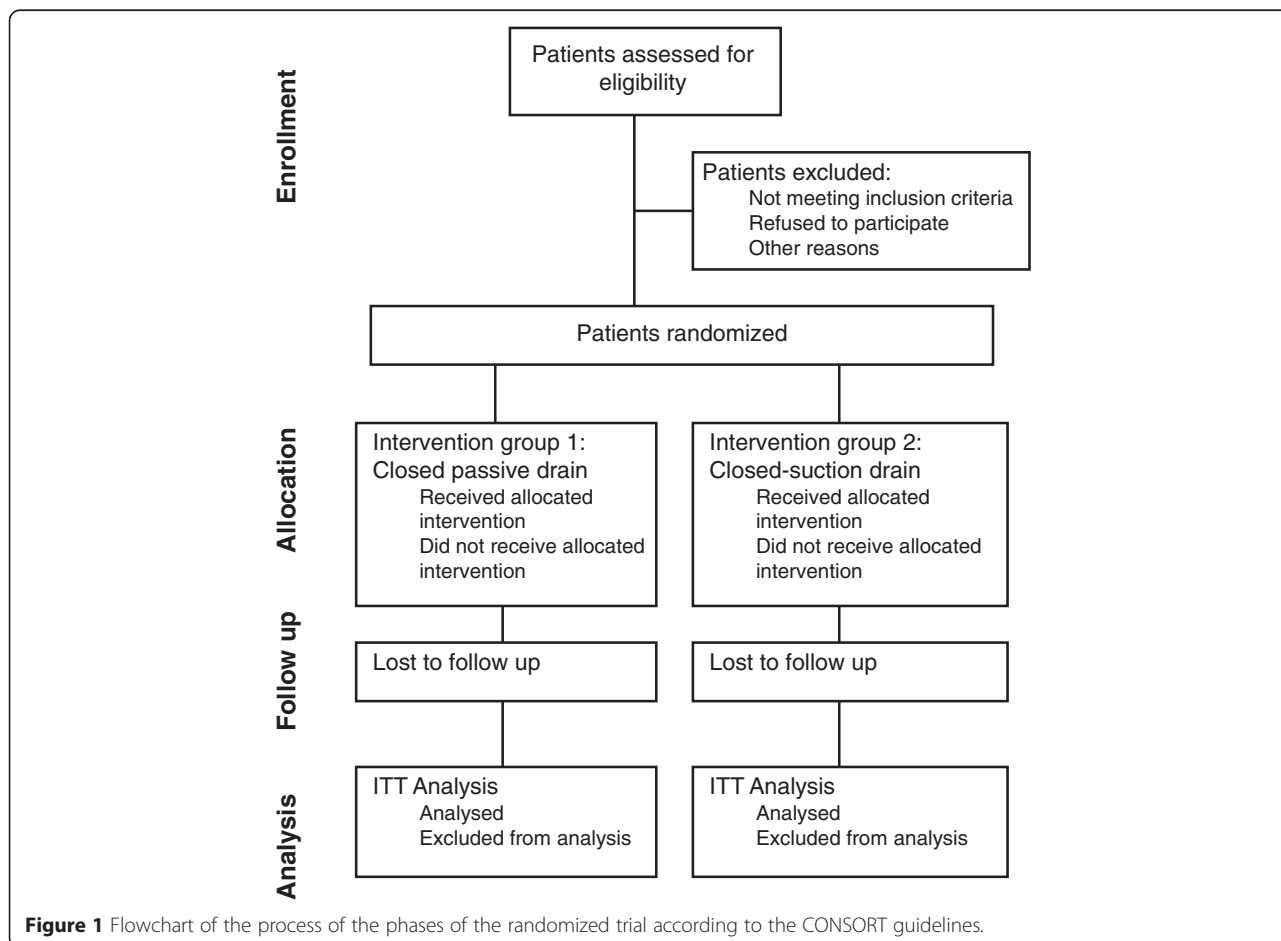 Enrollment
Patients assessed for
eligibility
Patients excluded:
Not meeting inclusion criteria
Refused to participate
Other reasons
Patients randomized
Allocation
Intervention group 1:
Closed passive drain
Received allocated
intervention
Did not receive allocated
intervention
Intervention group 2:
Closed-suction drain
Received allocated
intervention
Did not receive allocated
intervention
Follow up
Lost to follow up
Lost to follow up
Analysis
ITT Analysis
Analysed
Excluded from analysis
ITT Analysis
Analysed
Excluded from analysis
Figure 1 Flowchart of the process of the phases of the randomized trial according to the CONSORT guidelines.